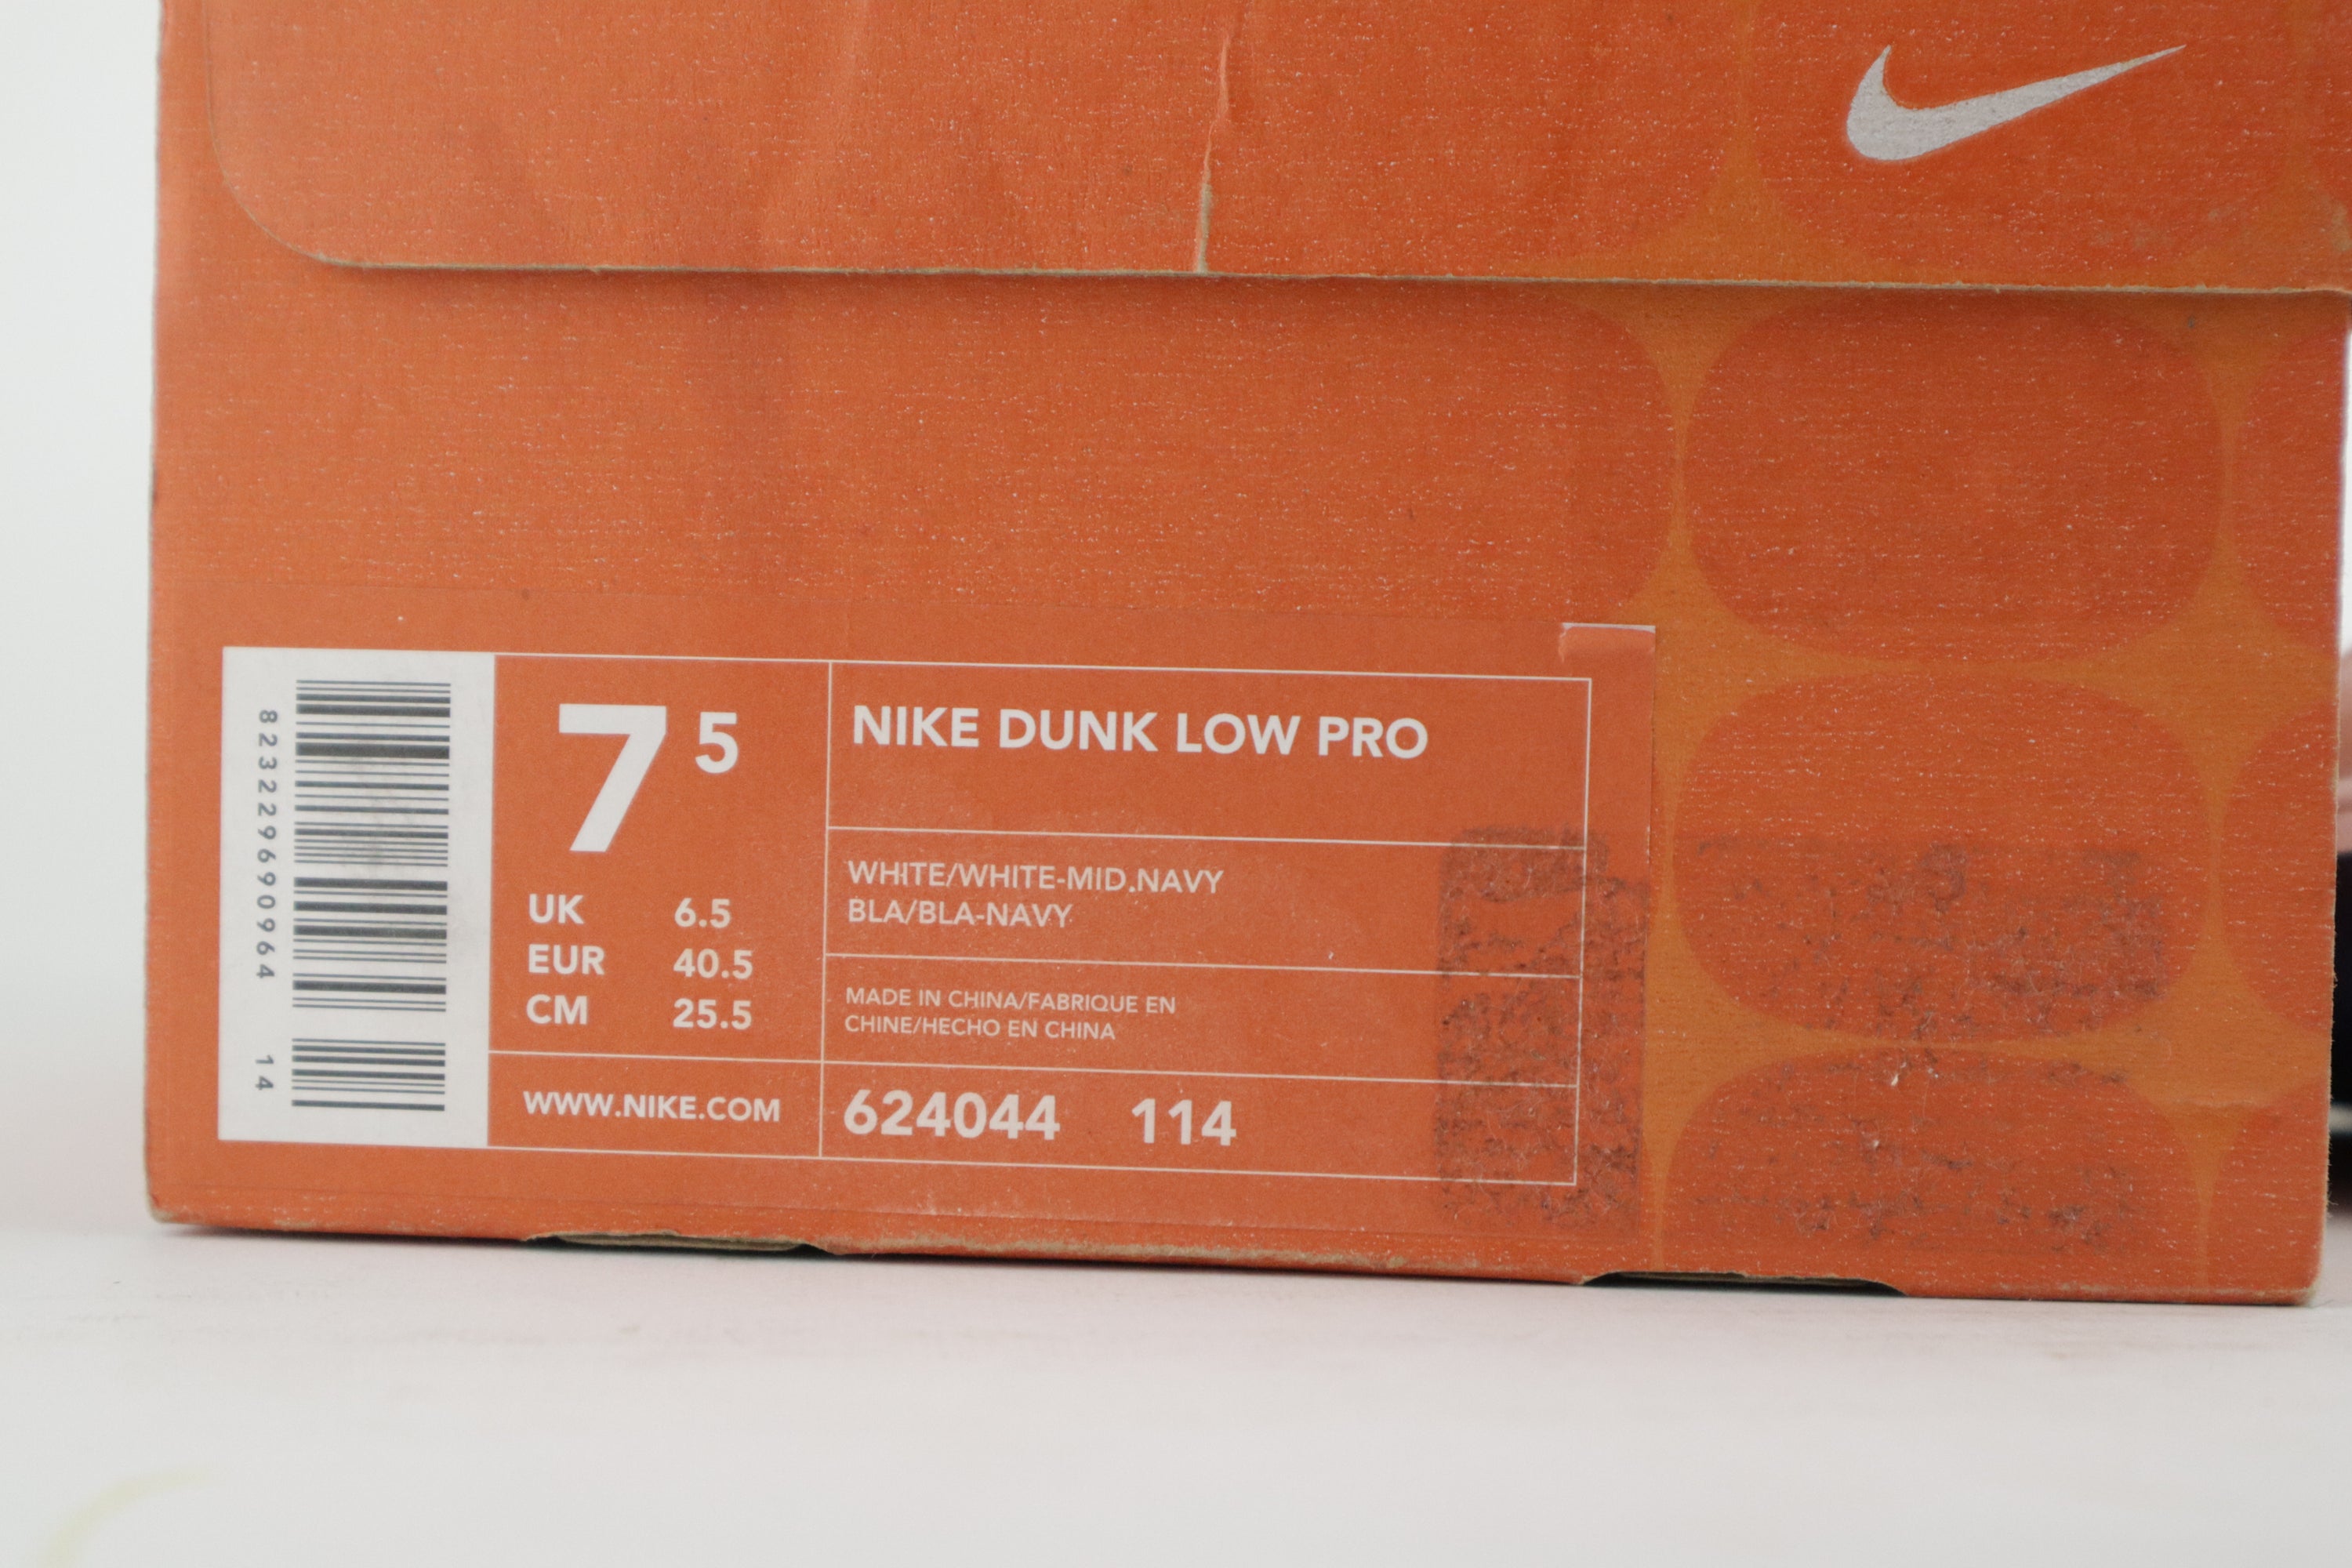 823229690964 14
7 5
UK 6.5
EUR 40.5
CM 25.5
WWW.NIKE.COM
NIKE DUNK LOW PRO
WHITE/WHITE-MID.NAVY
BLA/BLA-NAVY
MADE IN CHINA/FABRIQUE EN
CHINE/HECHO EN CHINA
624044 114